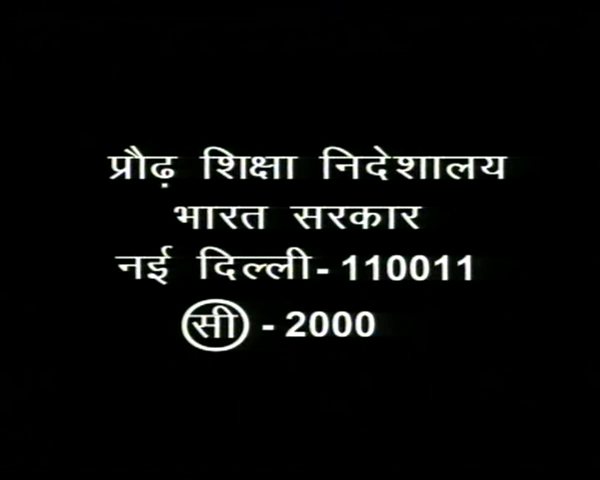 प्रौढ़ शिक्षा निदेशालय
भारत सरकार
नई दिल्ली - 110011
सी - 2000